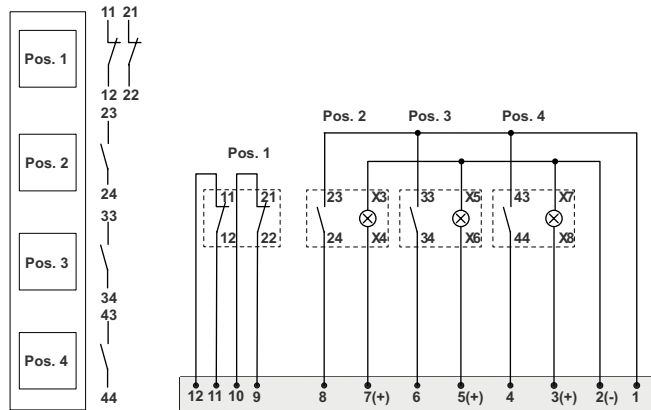 11 21
Pos. 1
12 22
23
Pos. 2
24
33
Pos. 3
34
43
Pos. 4
44
Pos. 2 Pos. 3 Pos. 4
Pos. 1
11 21 23 X3 33 X5 43 X7
12 22 24 X4 34 X6 44 X8
12 11 10 9 8 7(+) 6 5(+) 4 3(+) 2(-) 1